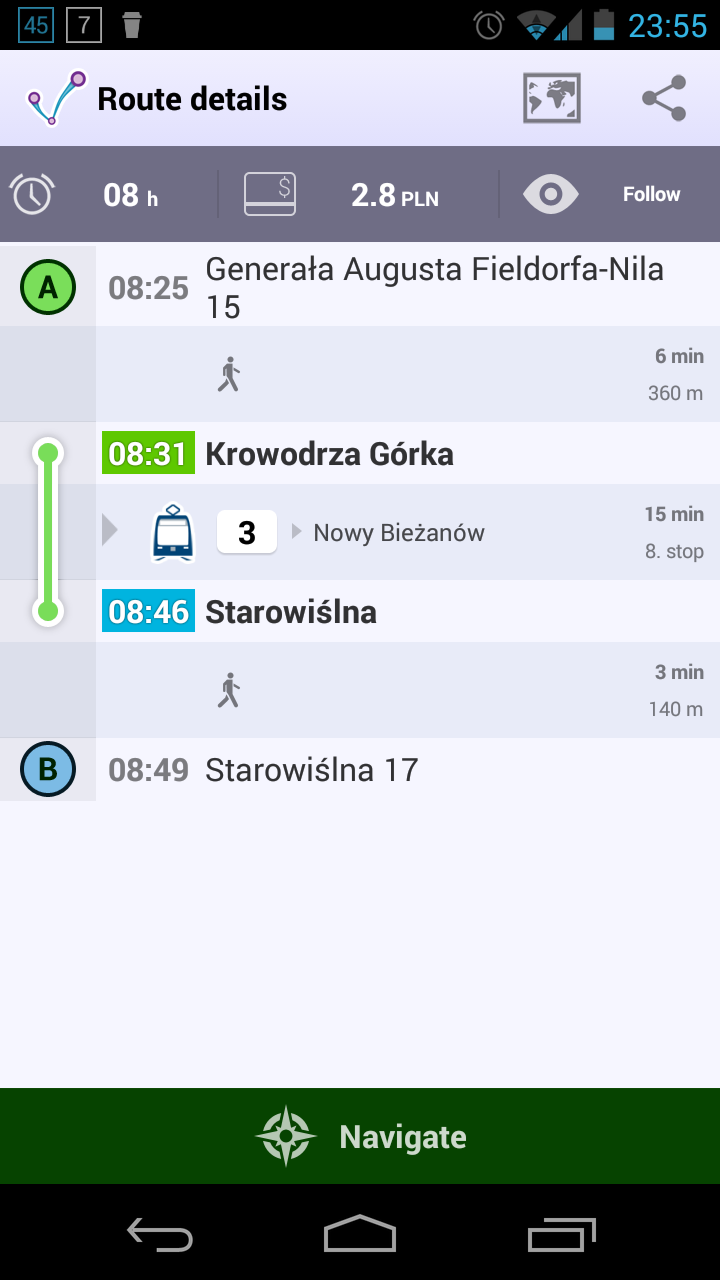 45 7 23:55
Route details
08 h $ 2.8 PLN Follow
A 08:25 Generała Augusta Fieldorfa-Nila
15
6 min
360 m
08:31 Krowodrza Górka
3 Nowy Bieżanów
15 min
8. stop
08:46 Starowiślna
3 min
140 m
B 08:49 Starowiślna 17
Navigate